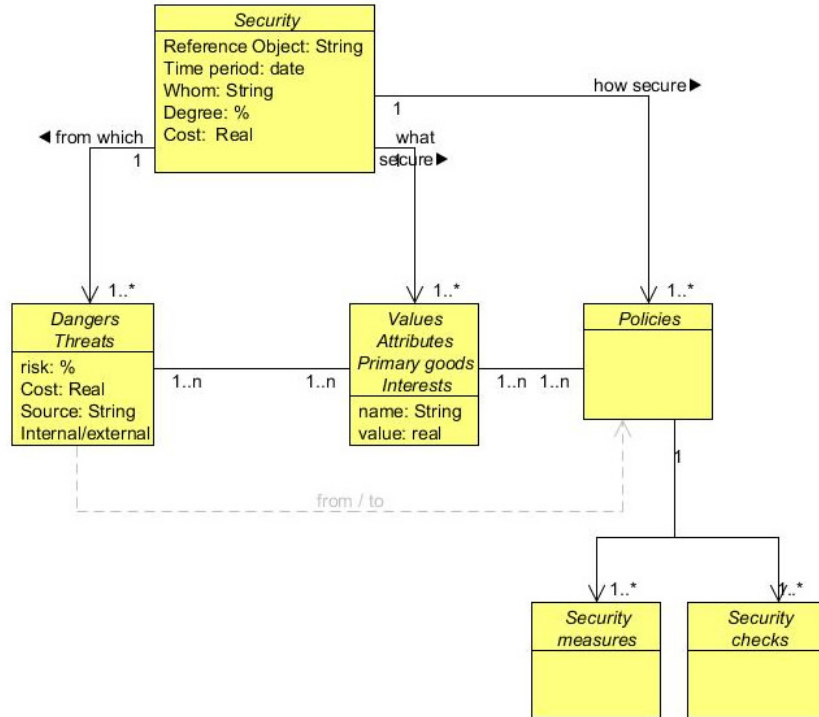 Security
Reference Object: String
Time period: date
Whom: String
Degree: %
Cost: Real
how secure▶
1
◀ from which
1
what
secure▶
1
1..*
1..*
1..*
Dangers
Threats
risk: %
Cost: Real
Source: String
Internal/external
1..n
1..n
Values
Attributes
Primary goods
Interests
name: String
value: real
1..n
1..n
Policies
from / to
1
1..*
1..*
Security
measures
Security
checks